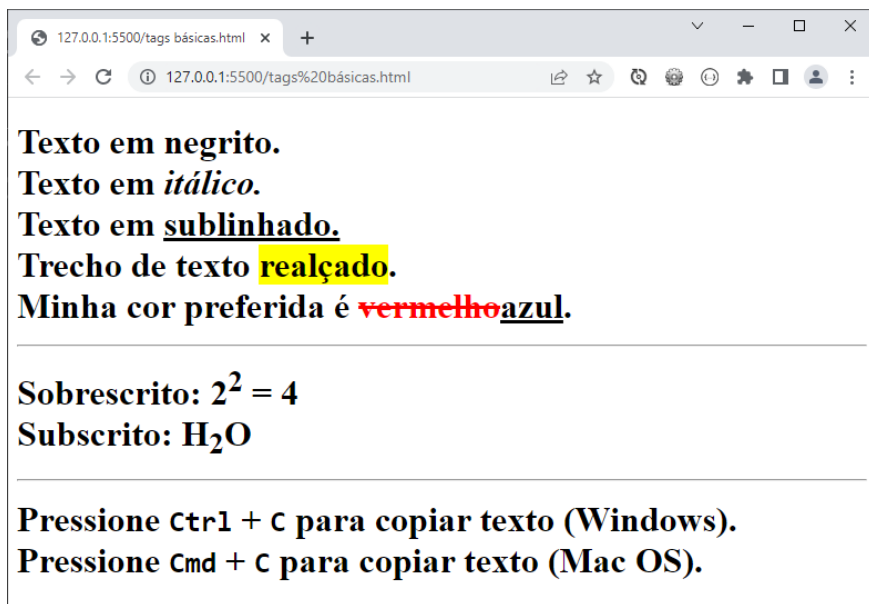 127.0.0.1:5500/tags básicas.html
127.0.0.1:5500/tags%20básicas.html
Texto em negrito.
Texto em itálico.
Texto em sublinhado.
Trecho de texto realçado.
Minha cor preferida é vermelhoazul.
Sobrescrito: 2² = 4
Subscrito: H₂O
Pressione Ctrl + C para copiar texto (Windows).
Pressione Cmd + C para copiar texto (Mac OS).